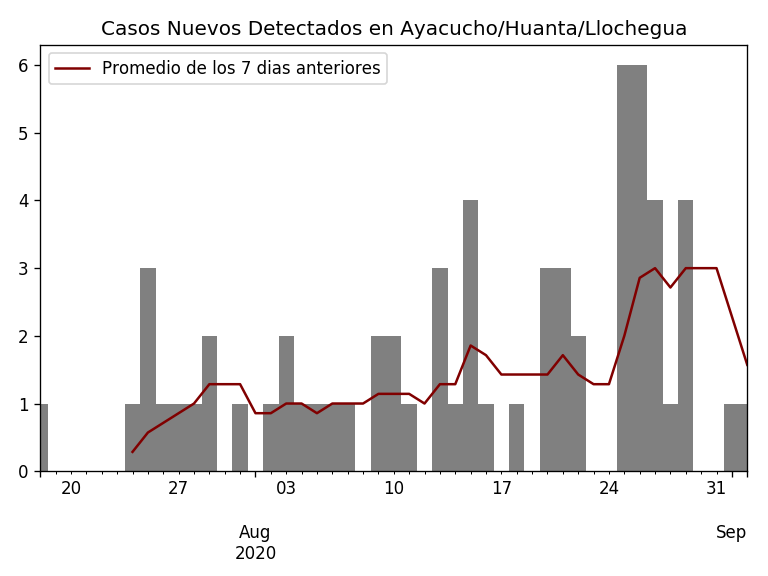 Casos Nuevos Detectados en Ayacucho/Huanta/Llochegua
Promedio de los 7 dias anteriores
6
5
4
3
2
1
0
20 27 03 10 17 24 31
Aug Sep
2020